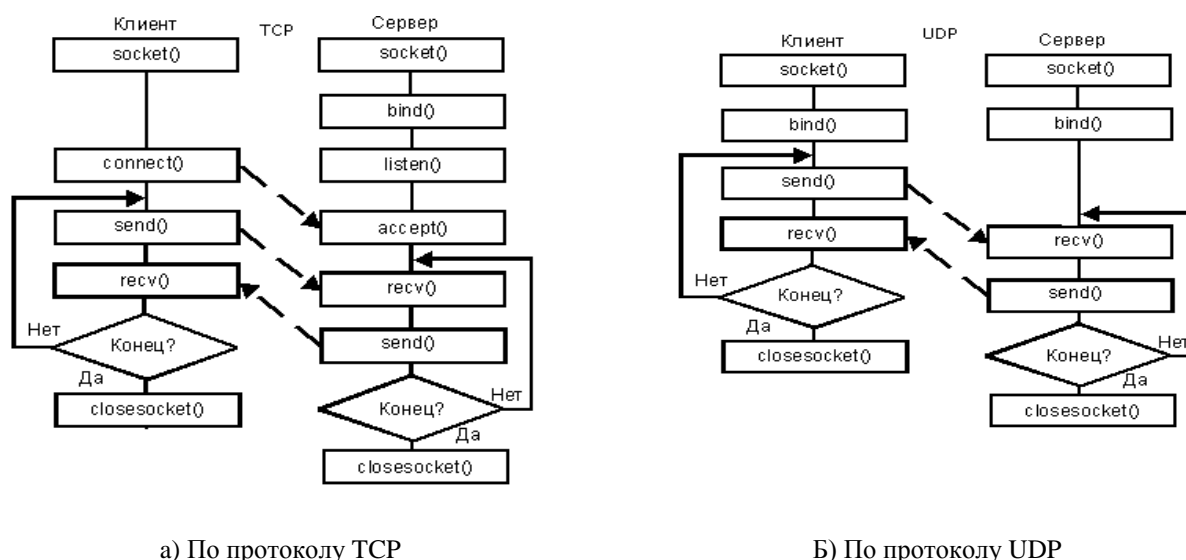 Клиент
TCP
Сервер
socket()
socket()
bind()
connect()
listen()
send()
accept()
recv()
recv()
Нет
Конец?
send()
Да
closesocket()
Конец?
Нет
Да
closesocket()
а) По протоколу TCP
Клиент
UDP
Сервер
socket()
socket()
bind()
bind()
send()
recv()
recv()
Нет
Конец?
send()
Да
closesocket()
Конец?
Нет
Да
closesocket()
Б) По протоколу UDP